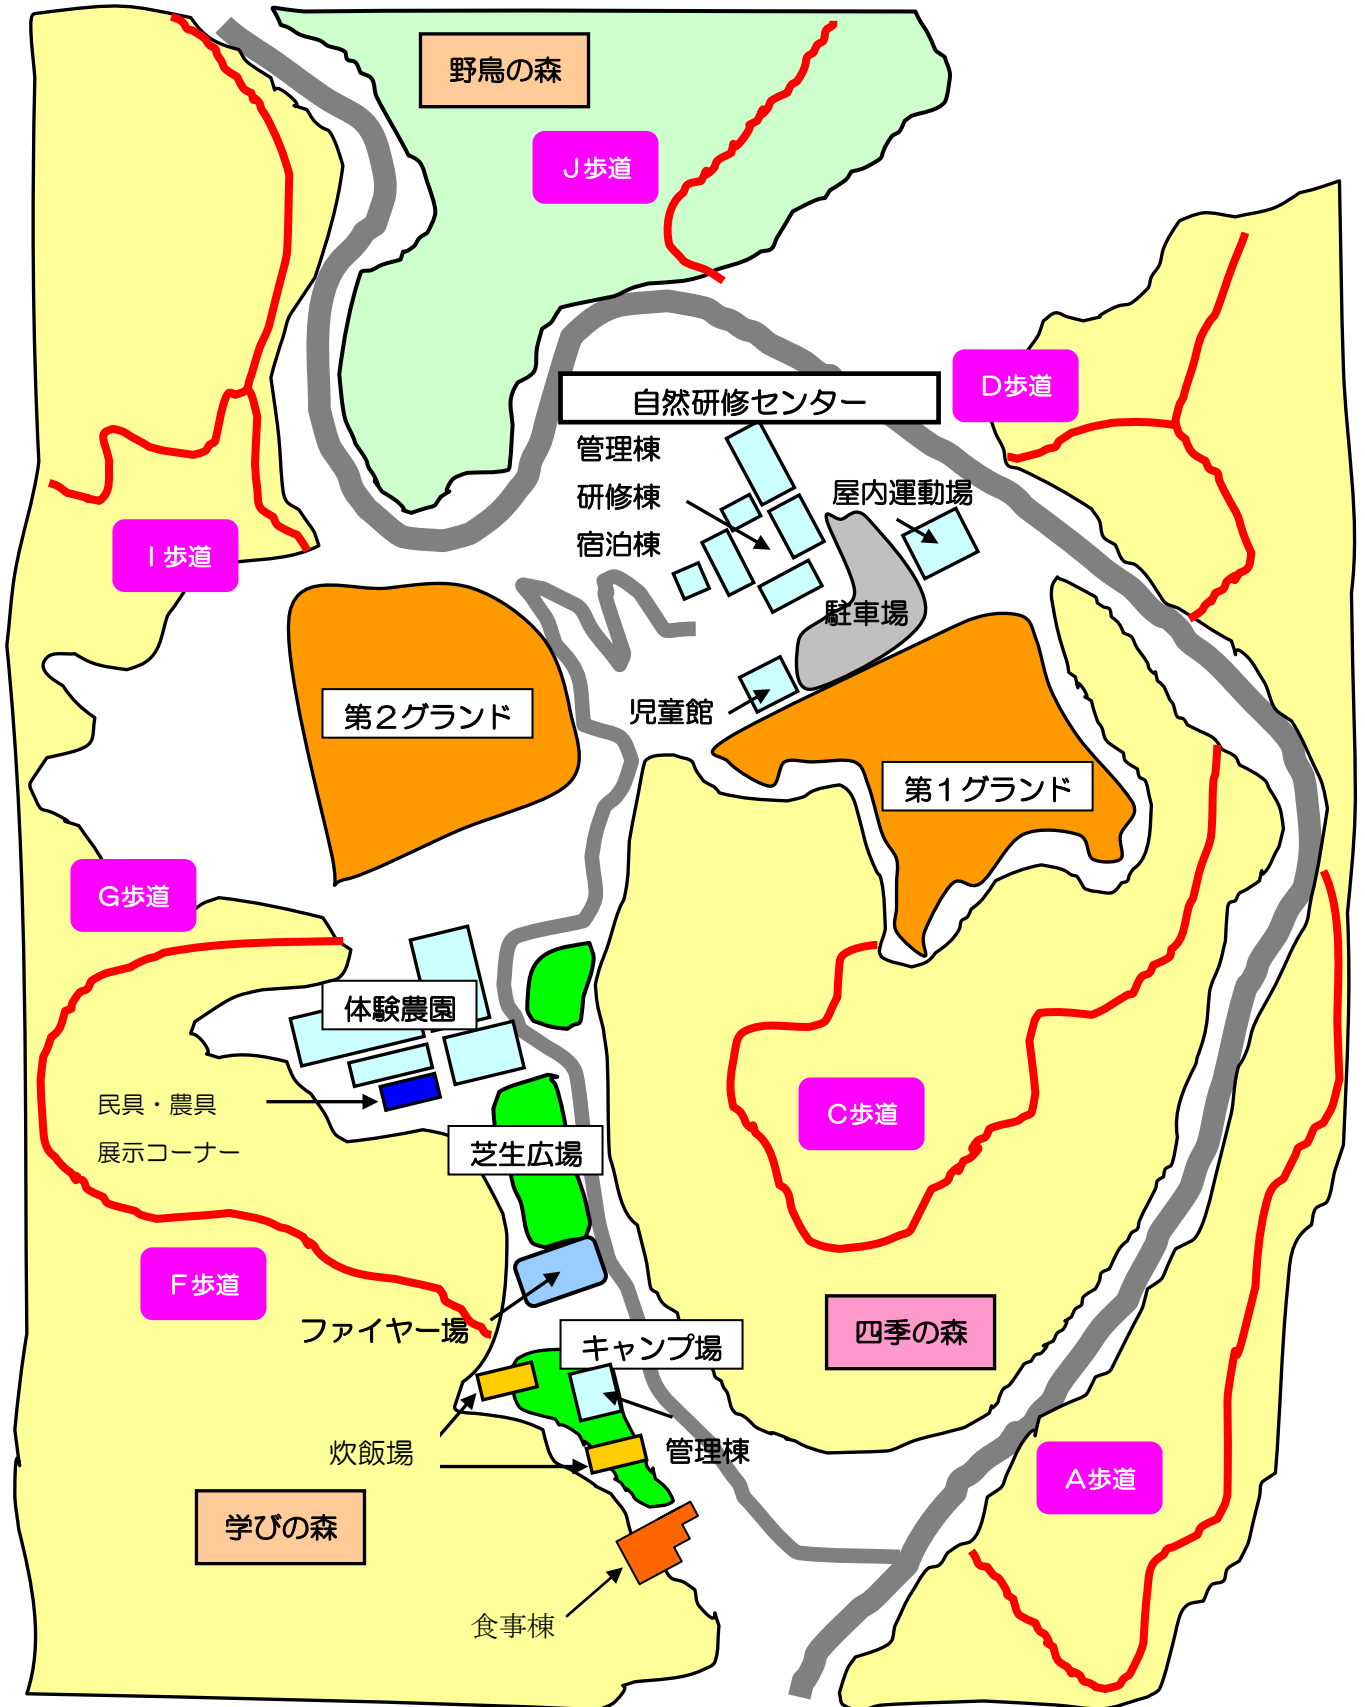 野鳥の森
J歩道
自然研修センター
D歩道
管理棟
研修棟
宿泊棟
屋内運動場
I歩道
駐車場
児童館
第2グランド
第1グランド
G歩道
体験農園
民具・農具
展示コーナー
芝生広場
C歩道
F歩道
ファイヤー場
キャンプ場
四季の森
炊飯場
管理棟
A歩道
学びの森
食事棟